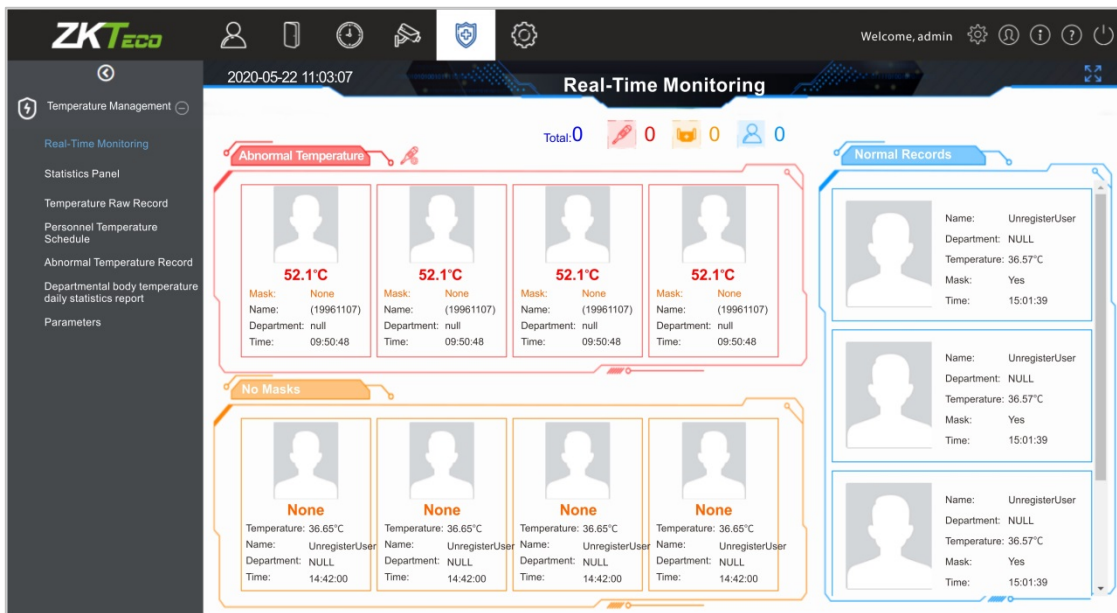 ZKTECO
Welcome, admin
2020-05-22 11:03:07
Real-Time Monitoring
Temperature Management
Real-Time Monitoring
Statistics Panel
Temperature Raw Record
Personnel Temperature
Schedule
Abnormal Temperature Record
Departmental body temperature
daily statistics report
Parameters
Total:0 0 0 0
Abnormal Temperature
52.1°C
Mask: None
Name: (19961107)
Department: null
Time: 09:50:48
52.1°C
Mask: None
Name: (19961107)
Department: null
Time: 09:50:48
52.1°C
Mask: None
Name: (19961107)
Department: null
Time: 09:50:48
52.1°C
Mask: None
Name: (19961107)
Department: null
Time: 09:50:48
No Masks
None
Temperature: 36.65°C
Name: UnregisterUser
Department: NULL
Time: 14:42:00
None
Temperature: 36.65°C
Name: UnregisterUser
Department: NULL
Time: 14:42:00
None
Temperature: 36.65°C
Name: UnregisterUser
Department: NULL
Time: 14:42:00
None
Temperature: 36.65°C
Name: UnregisterUser
Department: NULL
Time: 14:42:00
Normal Records
Name: UnregisterUser
Department: NULL
Temperature: 36.57°C
Mask: Yes
Time: 15:01:39
Name: UnregisterUser
Department: NULL
Temperature: 36.57°C
Mask: Yes
Time: 15:01:39
Name: UnregisterUser
Department: NULL
Temperature: 36.57°C
Mask: Yes
Time: 15:01:39